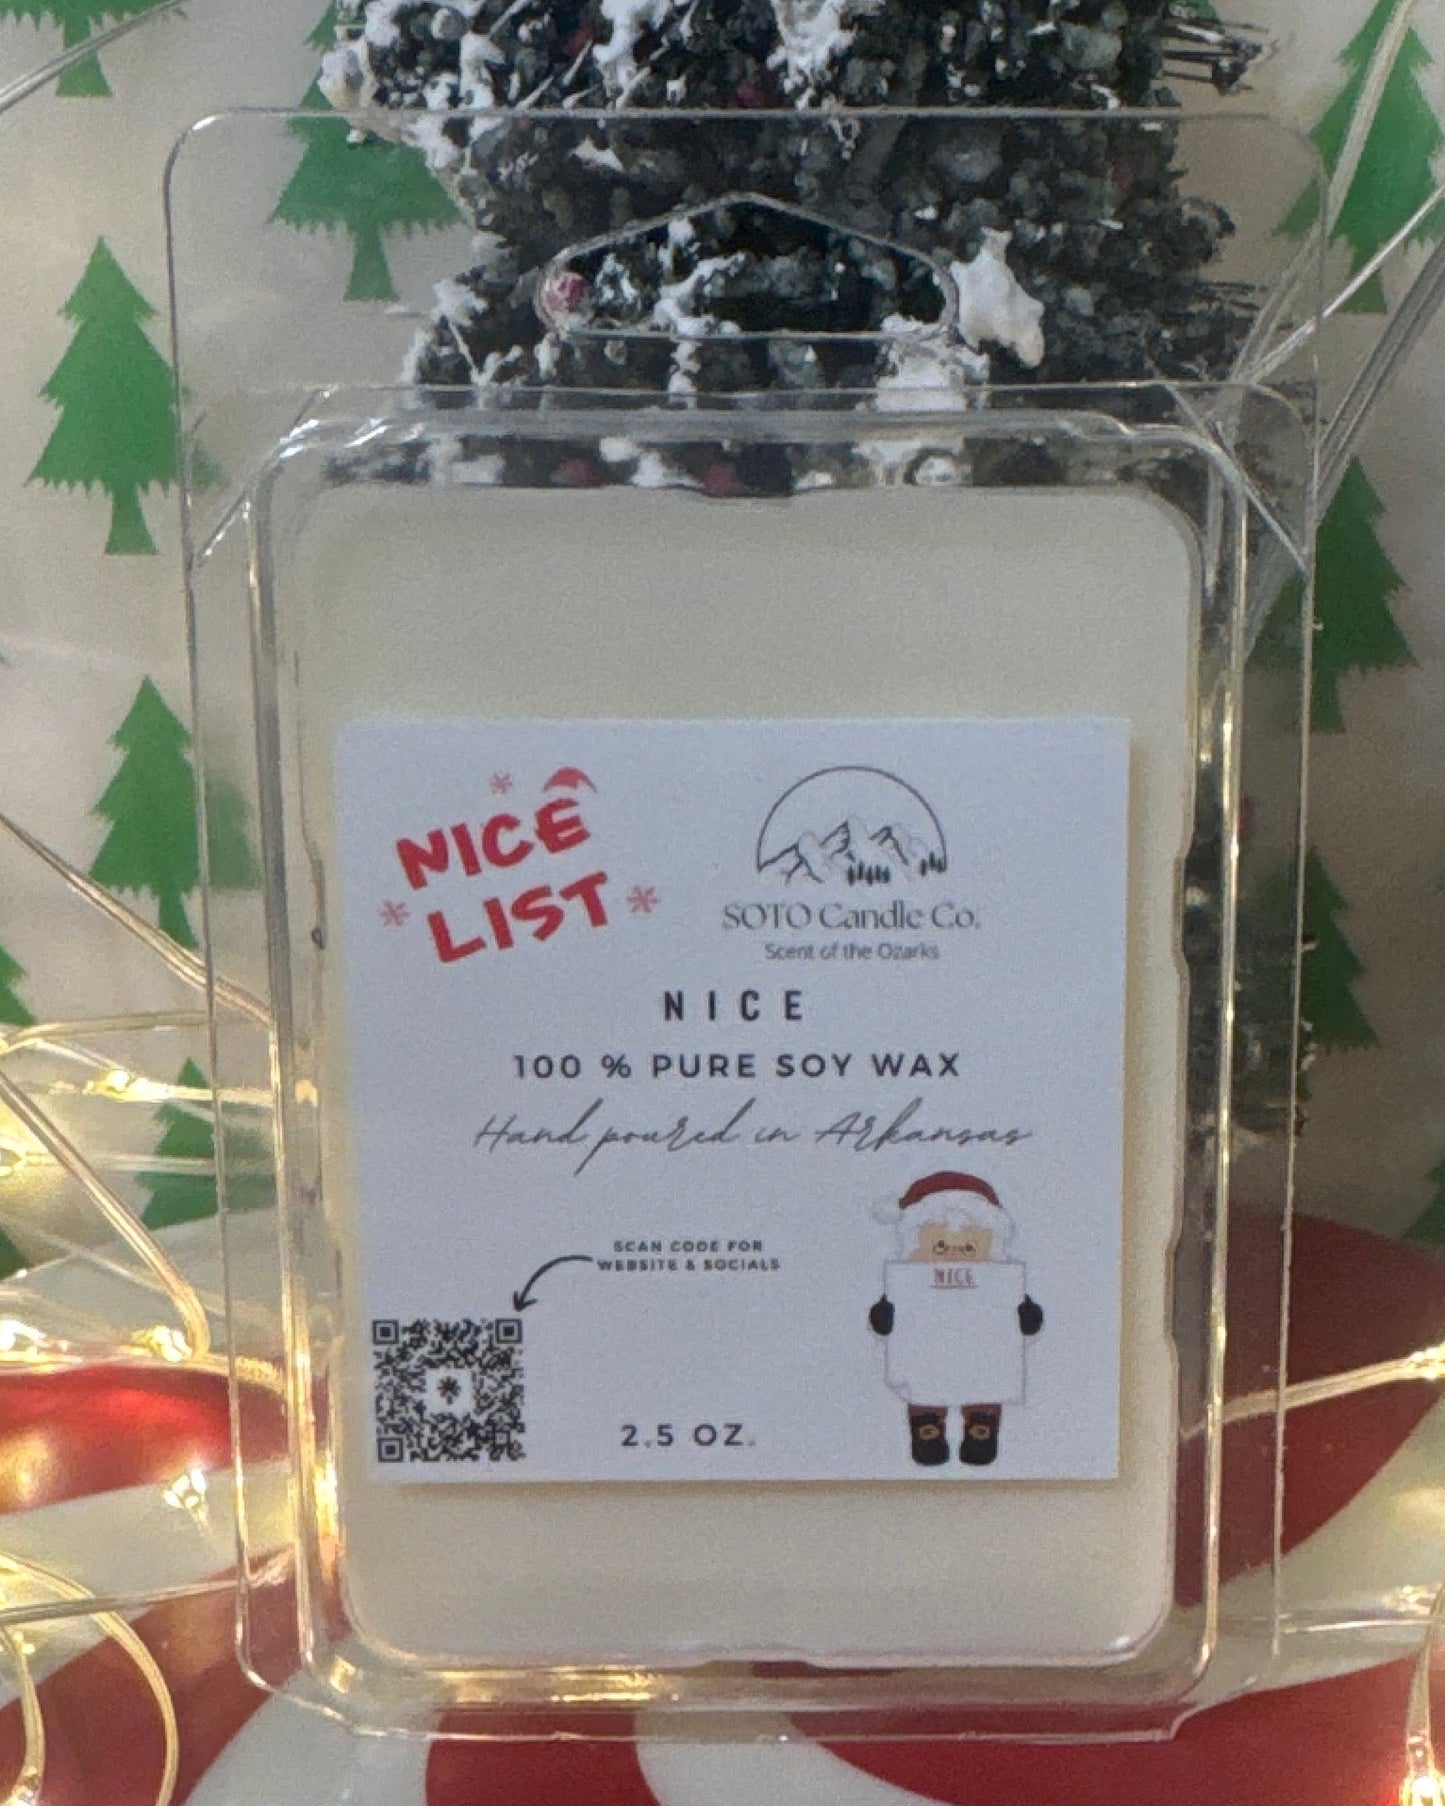 NICE
LIST
SOTO Candle Co.
Scent of the Ozarks
NICE
100 % PURE SOY WAX
Hand poured in Arkansas
SCAN CODE FOR
WEBSITE & SOCIALS
NICE
2.5 OZ.